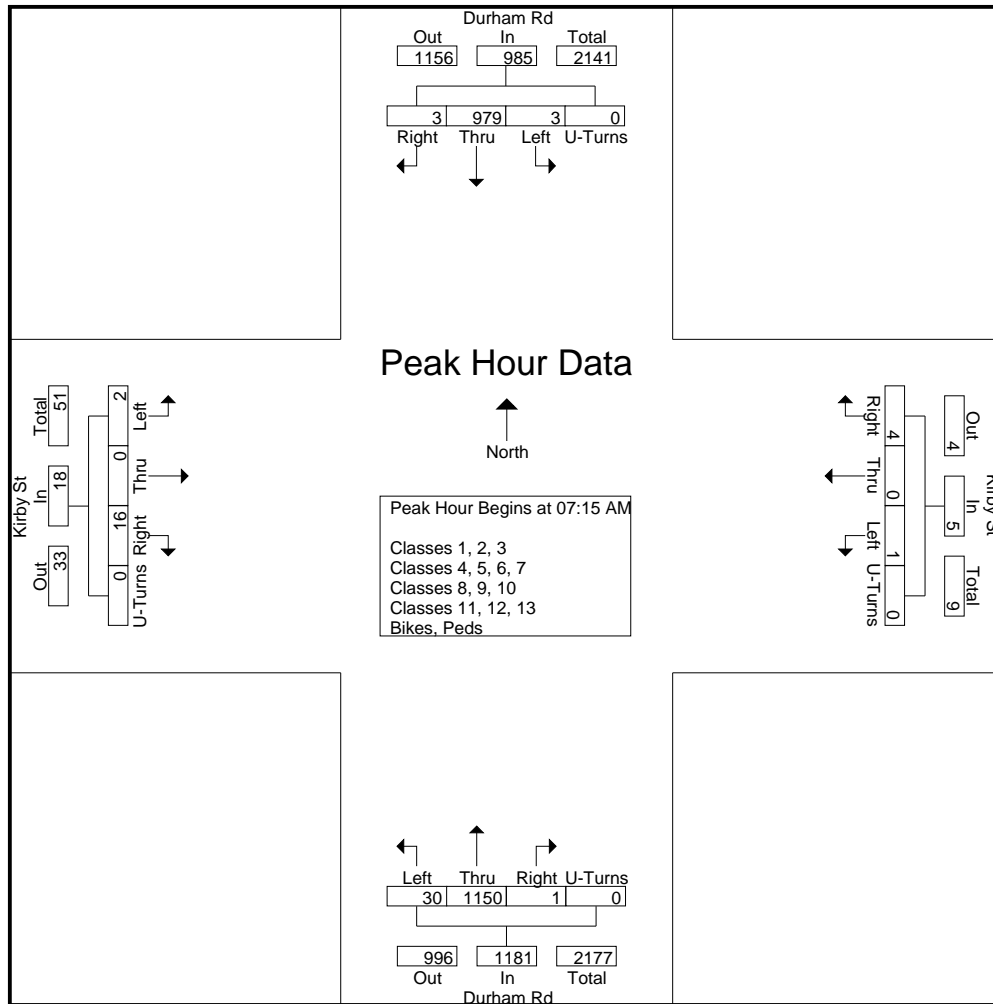 Durham Rd
Out In Total
1156 985 2141
3 979 3 0
Right Thru Left U-Turns
Peak Hour Data
North
Peak Hour Begins at 07:15 AM
Classes 1, 2, 3
Classes 4, 5, 6, 7
Classes 8, 9, 10
Classes 11, 12, 13
Bikes, Peds
Kirby St
Out In Total
33 18 51
0 16 0 2
U-Turns Right Thru Left
Kirby St
Out In Total
4 5 9
4 0 1 0
Right Thru Left U-Turns
Left Thru Right U-Turns
30 1150 1 0
996 1181 2177
Out In Total
Durham Rd